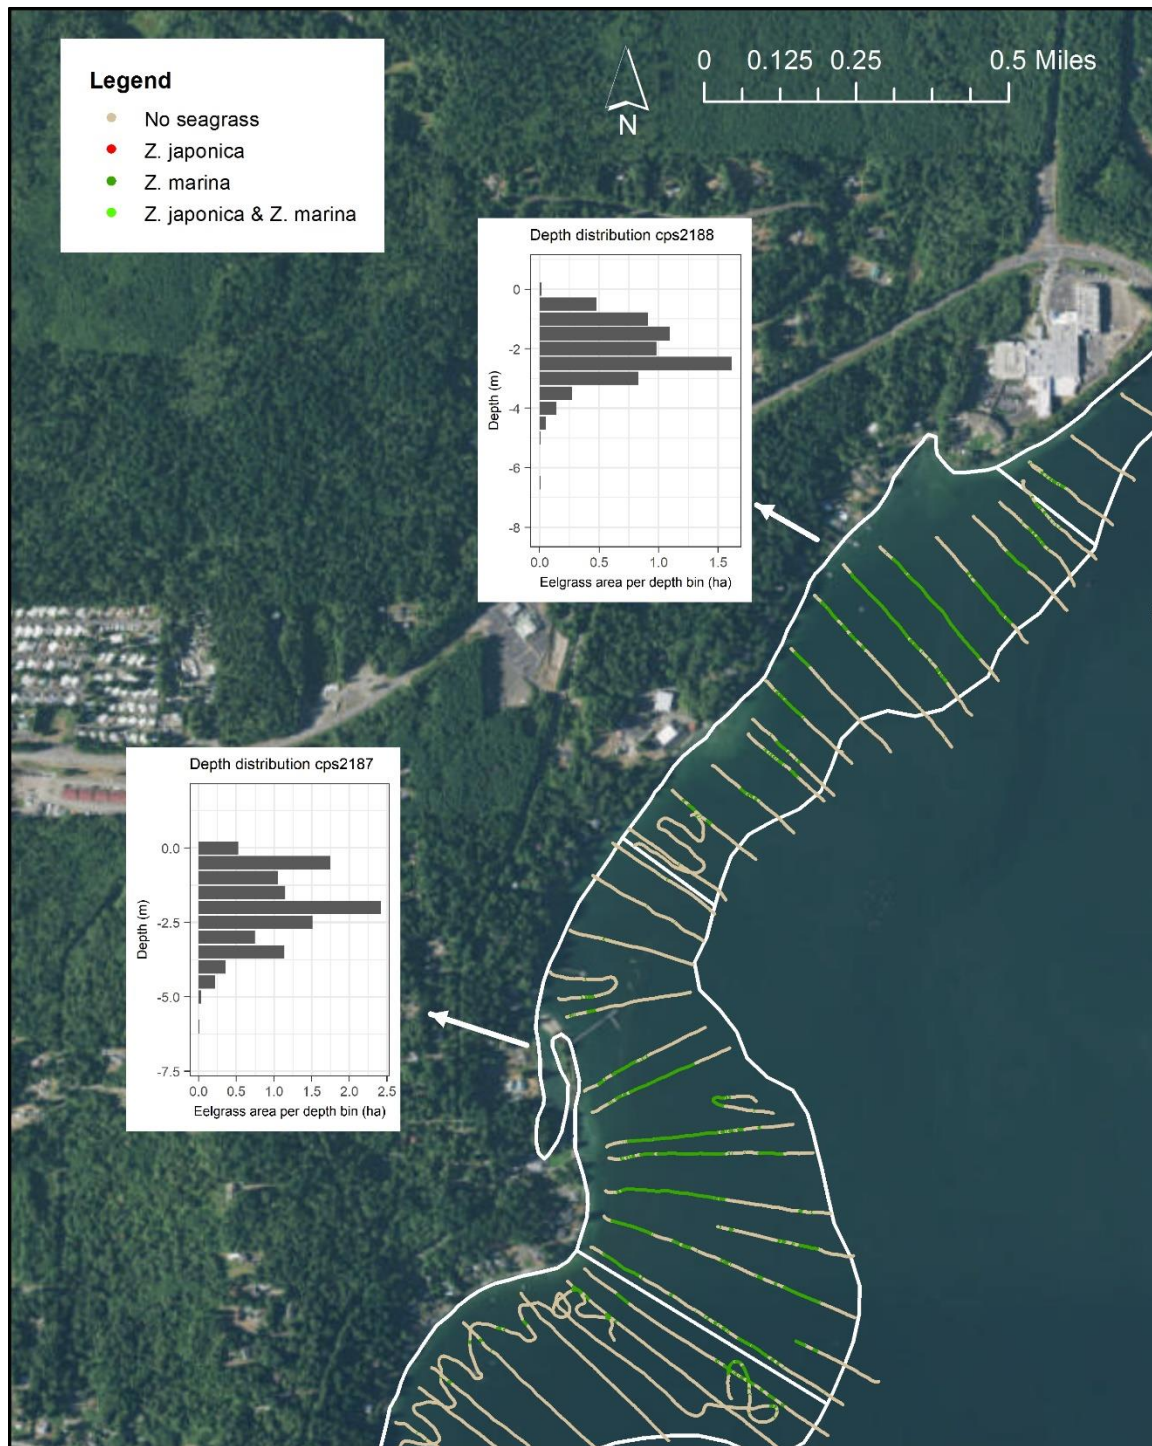 Legend
No seagrass
Z. japonica
Z. marina
Z. japonica & Z. marina
N
0 0.125 0.25 0.5 Miles
Depth distribution cps2188
0
-2
-4
-6
-8
Depth (m)
0.0 0.5 1.0 1.5
Eelgrass area per depth bin (ha)
Depth distribution cps2187
0.0
-2.5
-5.0
-7.5
Depth (m)
0.0 0.5 1.0 1.5 2.0 2.5
Eelgrass area per depth bin (ha)